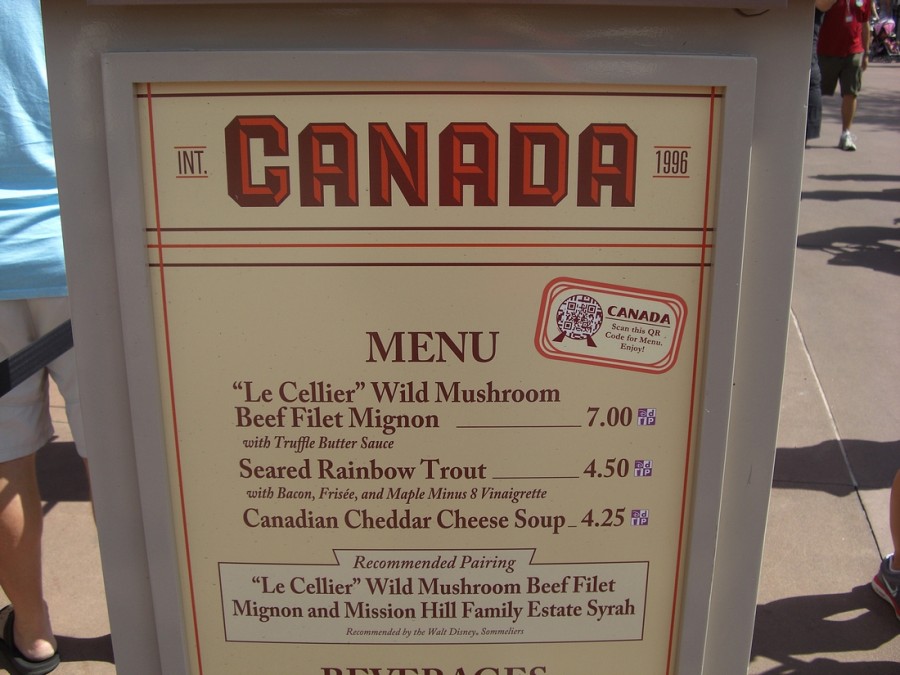 INT. CANADA 1996
CANADA
Scan this QR
Code for Menu.
Enjoy!
MENU
“Le Cellier” Wild Mushroom
Beef Filet Mignon 7.00
with Truffle Butter Sauce
Seared Rainbow Trout 4.50
with Bacon, Frisée, and Maple Minus 8 Vinaigrette
Canadian Cheddar Cheese Soup 4.25
Recommended Pairing
“Le Cellier” Wild Mushroom Beef Filet
Mignon and Mission Hill Family Estate Syrah
Recommended by the Walt Disney, Sommeliers
BEVERAGES